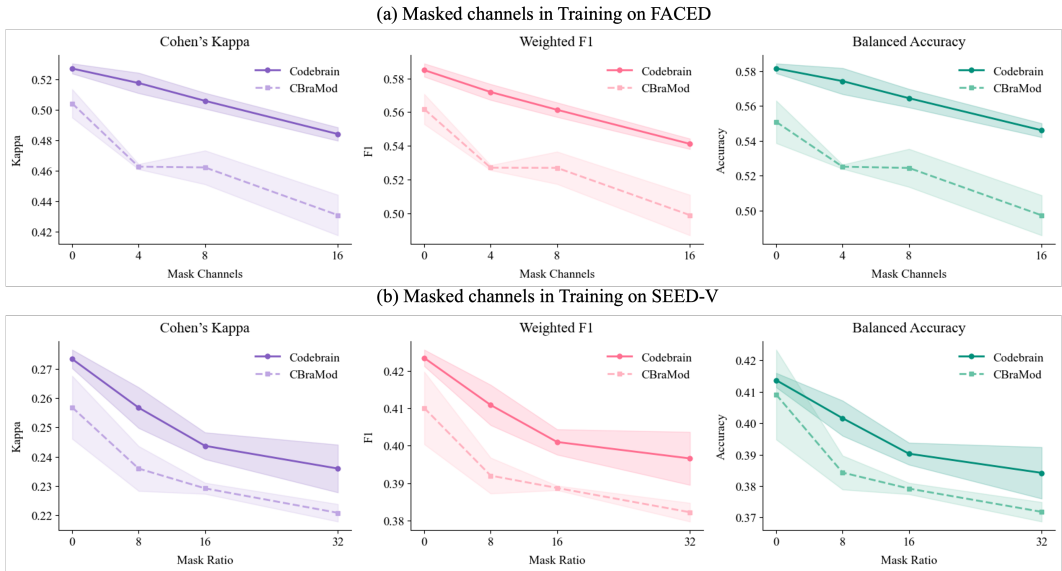 (a) Masked channels in Training on FACED
Cohen's Kappa
Codebrain
CBraMod
0.52
0.50
0.48
0.46
0.44
0.42
Kappa
0 4 8 16
Mask Channels
Weighted F1
Codebrain
CBraMod
0.58
0.56
0.54
0.52
0.50
F1
0 4 8 16
Mask Channels
Balanced Accuracy
Codebrain
CBraMod
0.58
0.56
0.54
0.52
0.50
Accuracy
0 4 8 16
Mask Channels
(b) Masked channels in Training on SEED-V
Cohen's Kappa
Codebrain
CBraMod
0.27
0.26
0.25
0.24
0.23
0.22
Kappa
0 8 16 32
Mask Ratio
Weighted F1
Codebrain
CBraMod
0.42
0.41
0.40
0.39
0.38
F1
0 8 16 32
Mask Ratio
Balanced Accuracy
Codebrain
CBraMod
0.42
0.41
0.40
0.39
0.38
0.37
Accuracy
0 8 16 32
Mask Ratio